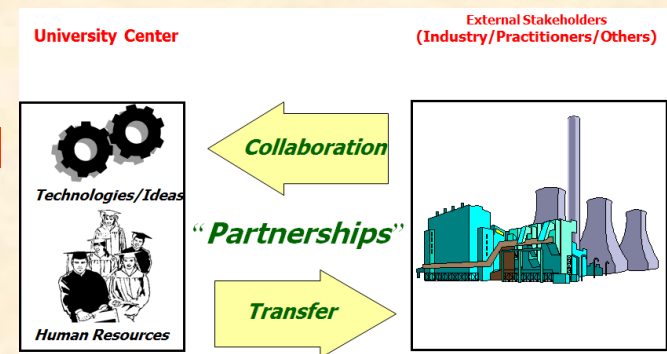 University Center
External Stakeholders
(Industry/Practitioners/Others)
Collaboration
Technologies/Ideas
“Partnerships”
Transfer
Human Resources